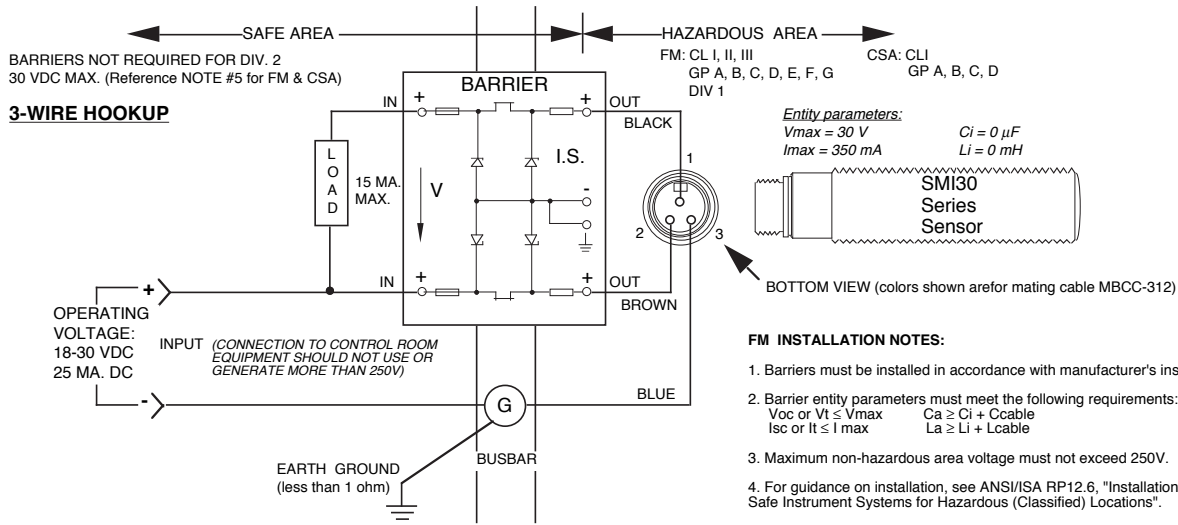 SAFE AREA
HAZARDOUS AREA
BARRIERS NOT REQUIRED FOR DIV. 2
30 VDC MAX. (Reference NOTE #5 for FM & CSA)
3-WIRE HOOKUP
FM: CL I, II, III
GP A, B, C, D, E, F, G
DIV 1
CSA: CLI
GP A, B, C, D
BARRIER
IN
+
+
OUT
BLACK
LOAD
15 MA.
MAX.
V
I.S.
-
IN
+
+
OUT
BROWN
1
2
3
Entity parameters:
Vmax = 30 V
Ci = 0 µF
Imax = 350 mA
Li = 0 mH
SMI30
Series
Sensor
BOTTOM VIEW (colors shown arefor mating cable MBCC-312)
+
OPERATING
VOLTAGE:
18-30 VDC
25 MA. DC
-
INPUT (CONNECTION TO CONTROL ROOM
EQUIPMENT SHOULD NOT USE OR
GENERATE MORE THAN 250V)
G
BLUE
BUSBAR
EARTH GROUND
(less than 1 ohm)
FM INSTALLATION NOTES:
1. Barriers must be installed in accordance with manufacturer's ins
2. Barrier entity parameters must meet the following requirements:
Voc or Vt ≤ Vmax Ca ≥ Ci + Ccable
Isc or It ≤ I max La ≥ Li + Lcable
3. Maximum non-hazardous area voltage must not exceed 250V.
4. For guidance on installation, see ANSI/ISA RP12.6, "Installation
Safe Instrument Systems for Hazardous (Classified) Locations".